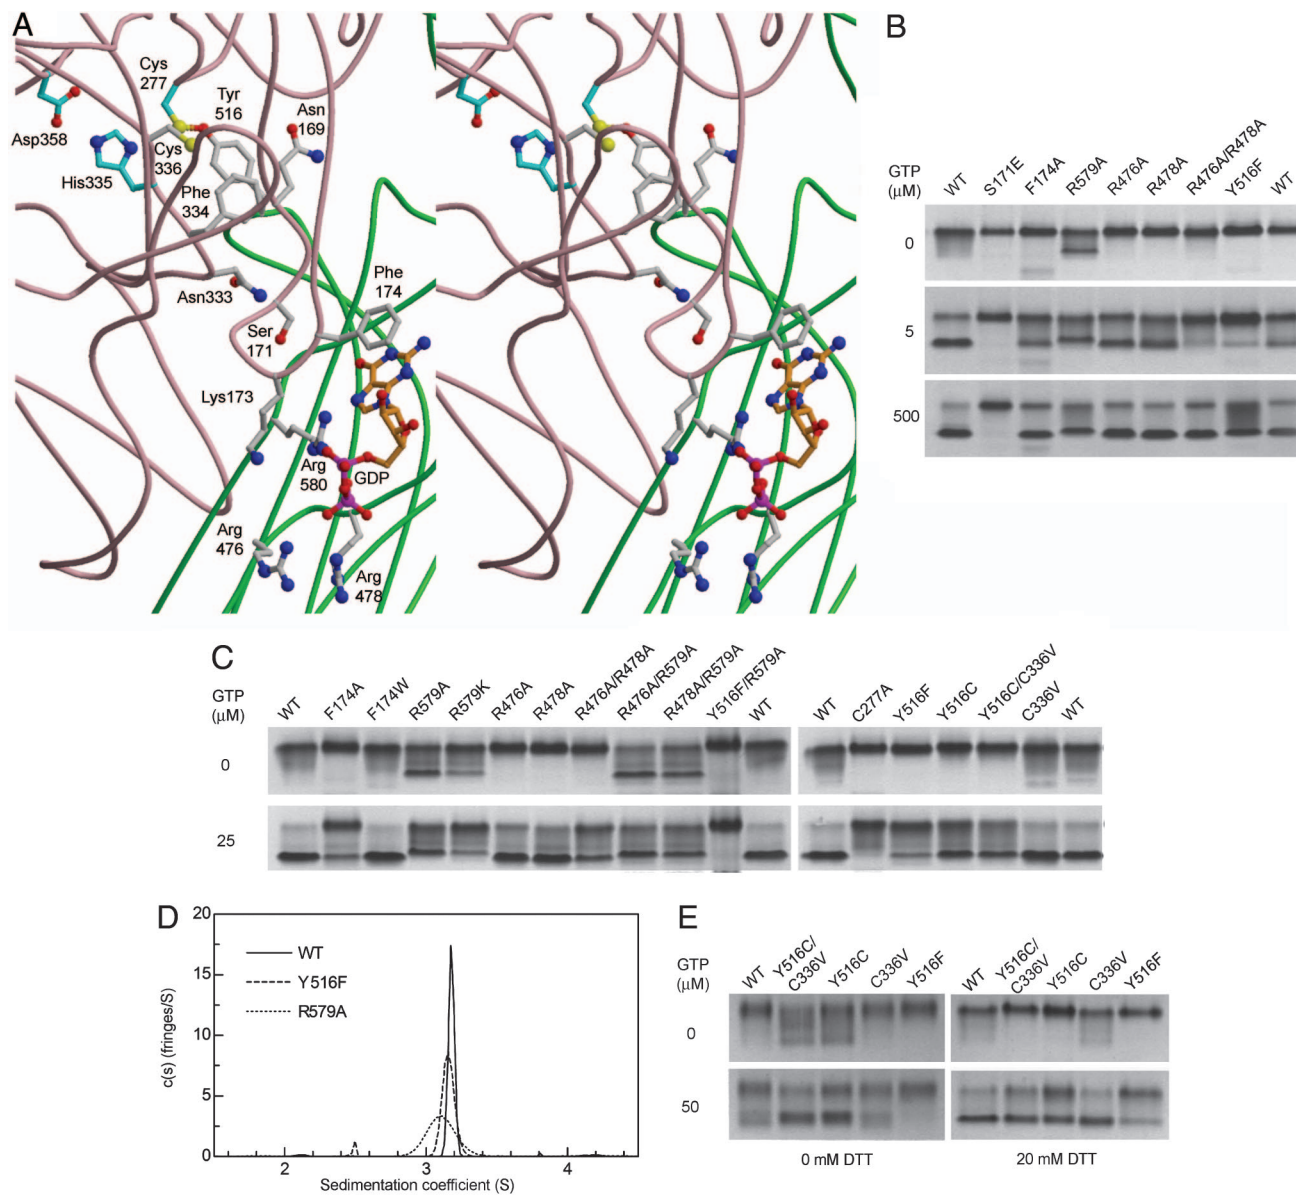 A
Cys
277
Tyr
516
Asn
169
Asp358
His335
Cys
336
Phe
334
Asn333
Phe
174
Ser
171
Lys173
Arg
580
GDP
Arg
476
Arg
478
B
GTP
(μM)
WT
S171E
F174A
R579A
R476A
R478A
R476A/R478A
Y516F
WT
0
5
500
C
GTP
(μM)
WT
F174A
F174W
R579A
R579K
R476A
R478A
R476A/R478A
R476A/R579A
R478A/R579A
Y516F/R579A
WT
WT
C277A
Y516F
Y516C
Y516C/C336V
C336V
WT
0
25
D
c(s) (fringes/S)
20
15
10
5
0
WT
Y516F
R579A
2
3
4
Sedimentation coefficient (S)
E
GTP
(μM)
WT
Y516C/
C336V
Y516C
C336V
Y516F
WT
Y516C/
C336V
Y516C
C336V
Y516F
0
50
0 mM DTT
20 mM DTT